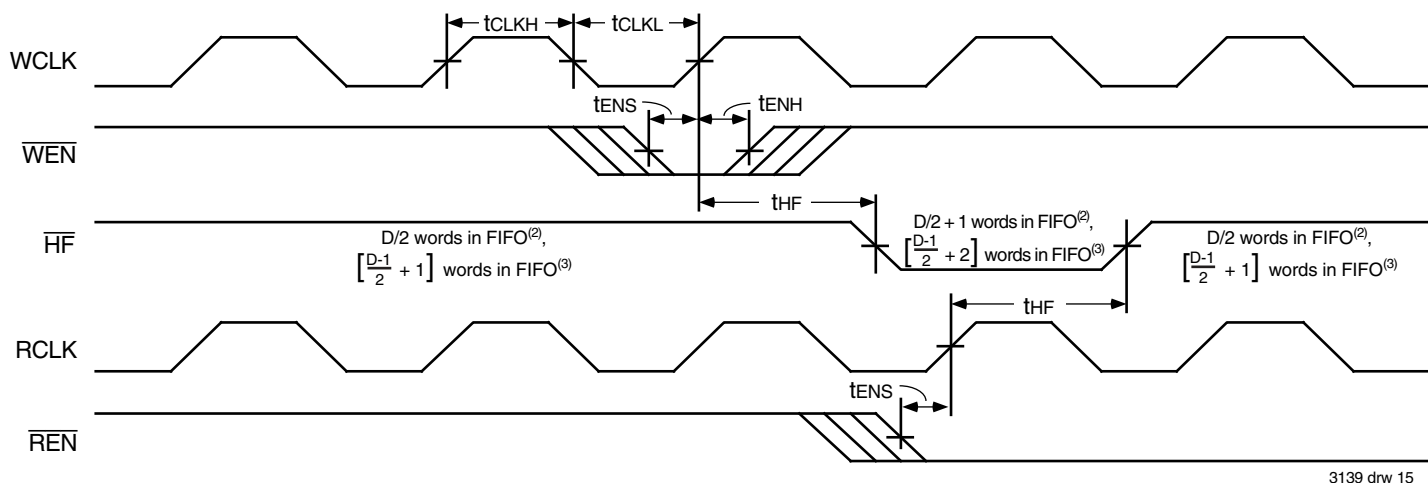 tCLKH tCLKL
WCLK
tENS tENH
WEN
tHF
HF
D/2 words in FIFO(2),
[D-1/2 + 1] words in FIFO(3)
D/2 + 1 words in FIFO(2),
[D-1/2 + 2] words in FIFO(3)
D/2 words in FIFO(2),
[D-1/2 + 1] words in FIFO(3)
tHF
RCLK
tENS
REN
3139 drw 15